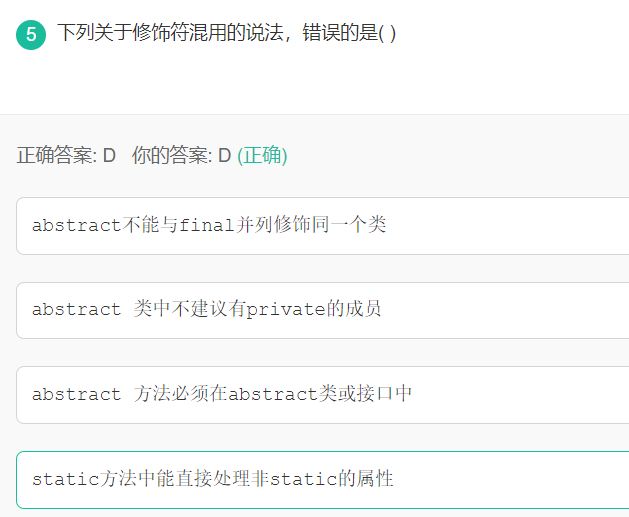 5 下列关于修饰符混用的说法，错误的是( )
正确答案: D 你的答案: D (正确)
abstract不能与final并列修饰同一个类
abstract 类中不建议有private的成员
abstract 方法必须在abstract类或接口中
static方法中能直接处理非static的属性